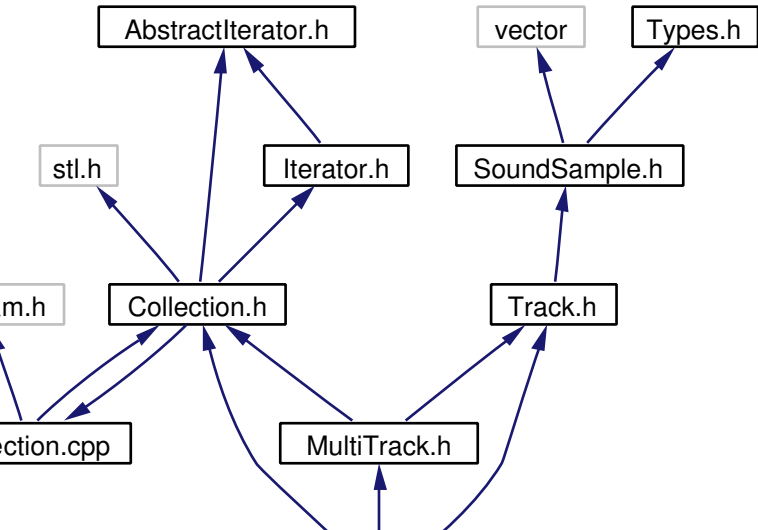 AbstractIterator.h
vector
Types.h
stl.h
Iterator.h
SoundSample.h
m.h
Collection.h
Track.h
ection.cpp
MultiTrack.h